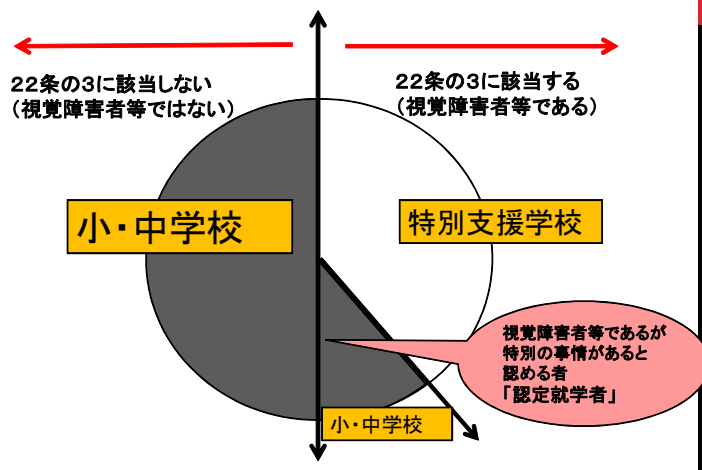 22条の3に該当しない
(視覚障害者等ではない)
22条の3に該当する
(視覚障害者等である)
小・中学校
特別支援学校
視覚障害者等であるが
特別の事情があると
認める者
「認定就学者」
小・中学校